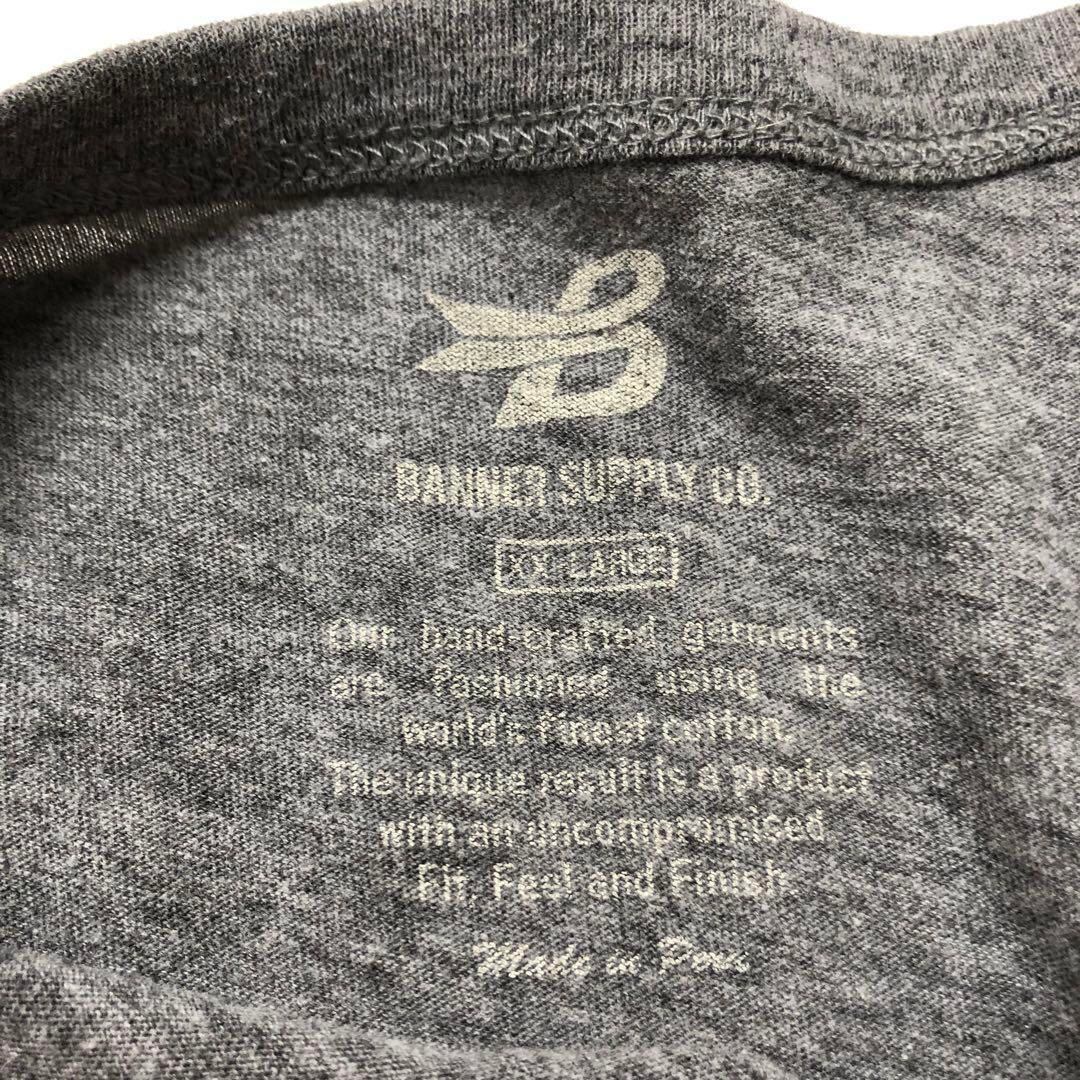 B
BANNER SUPPLY CO.
XX-LARGE
Our hand-crafted garments
are fashioned using the
world's finest cotton.
The unique result is a product
with an uncompromised
Fit, Feel and Finish
Made in Peru